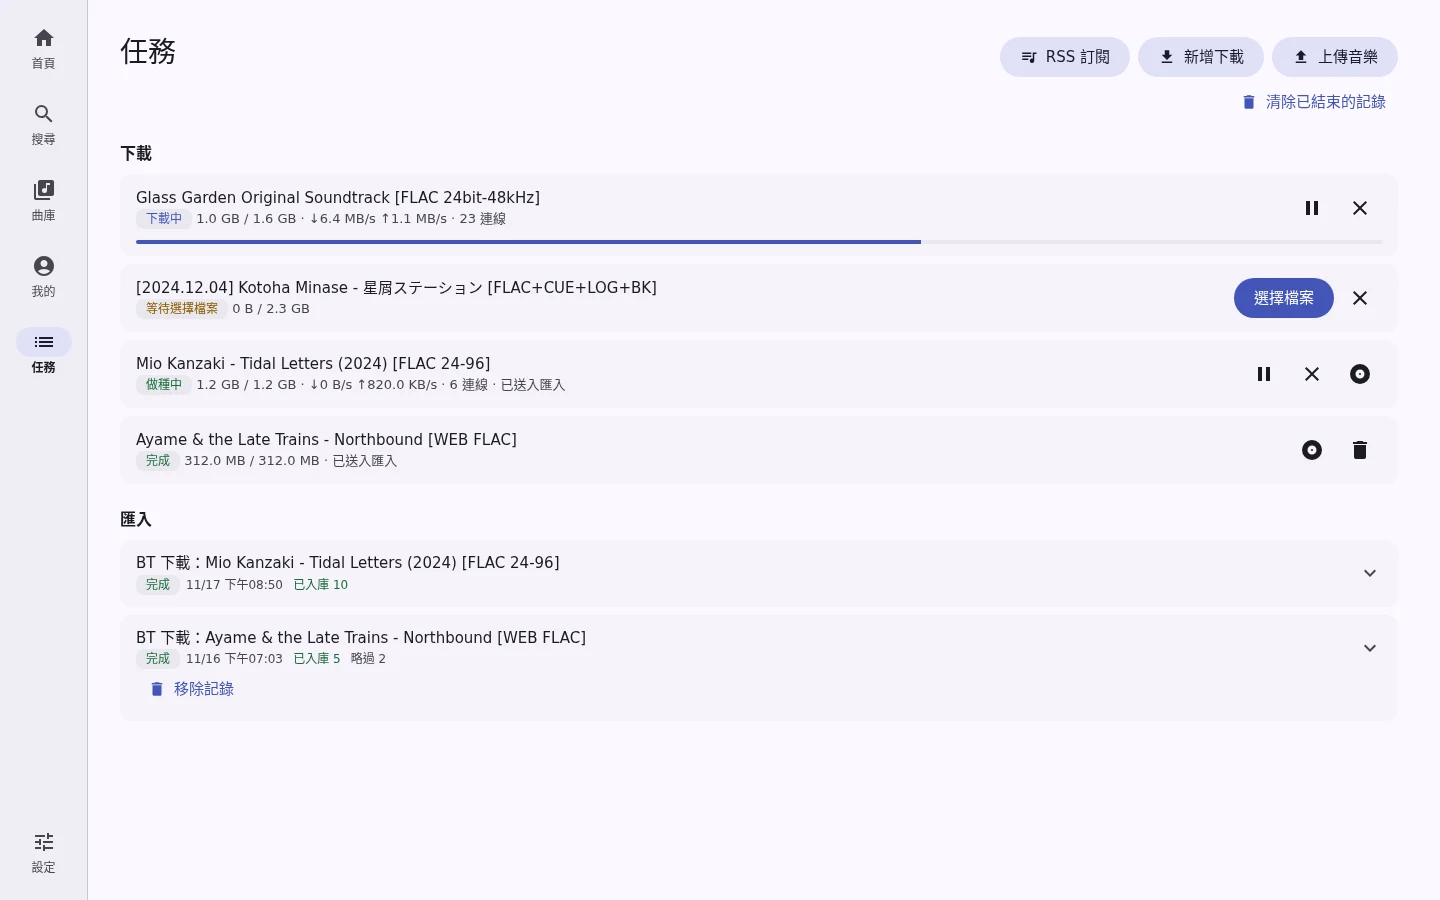 首頁
搜尋
曲庫
我的
任務
設定
任務
RSS 訂閱
新增下載
上傳音樂
清除已結束的記錄
下載
Glass Garden Original Soundtrack [FLAC 24bit-48kHz]
下載中 1.0 GB / 1.6 GB · ↓6.4 MB/s ↑1.1 MB/s · 23 連線
[2024.12.04] Kotoha Minase - 星屑ステーション [FLAC+CUE+LOG+BK]
等待選擇檔案 0 B / 2.3 GB
選擇檔案
Mio Kanzaki - Tidal Letters (2024) [FLAC 24-96]
做種中 1.2 GB / 1.2 GB · ↓0 B/s ↑820.0 KB/s · 6 連線 · 已送入匯入
Ayame & the Late Trains - Northbound [WEB FLAC]
完成 312.0 MB / 312.0 MB · 已送入匯入
匯入
BT 下載：Mio Kanzaki - Tidal Letters (2024) [FLAC 24-96]
完成 11/17 下午08:50 已入庫 10
BT 下載：Ayame & the Late Trains - Northbound [WEB FLAC]
完成 11/16 下午07:03 已入庫 5 略過 2
移除記錄